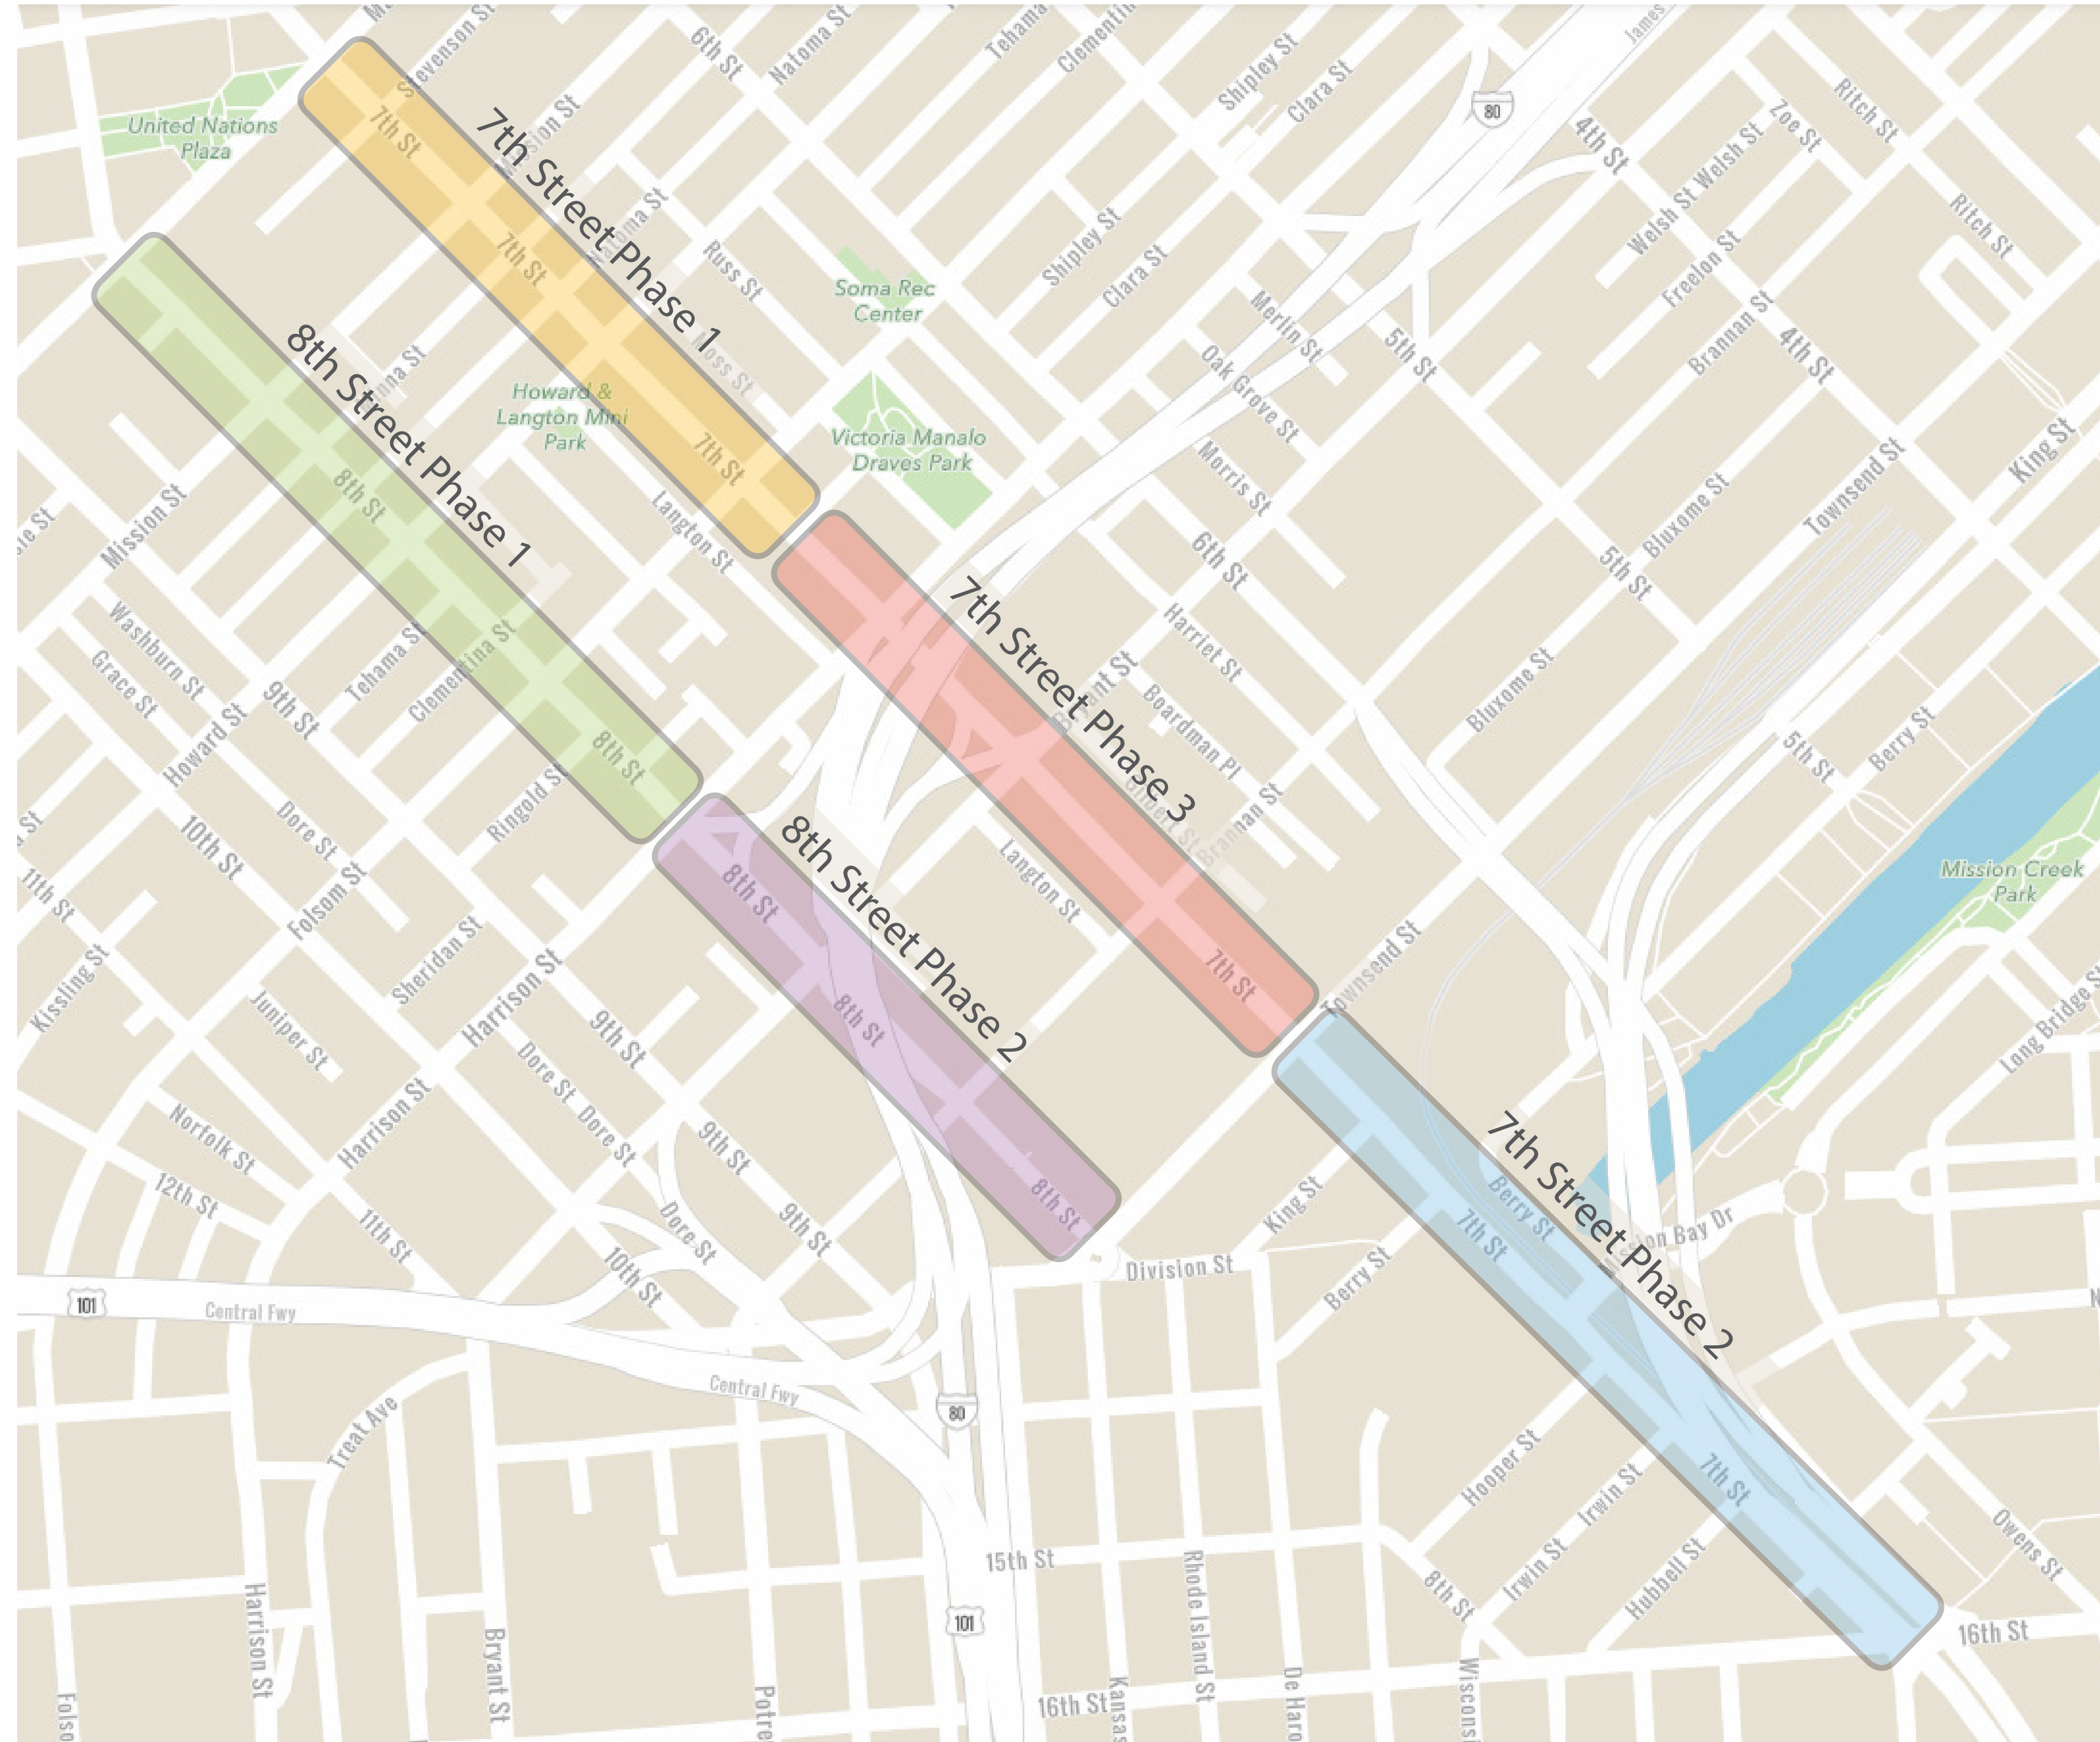 Stevenson St
6th St
Natoma St
Tehama
Shipley St
Clara St
80
4th St
Zoe St
Ritch St
Welsh St
Welsh St
United Nations
Plaza
7th St
7th Street Phase 1
7th St
Russ St
Shipley St
Clara St
Soma Rec
Center
Freelon St
Ritch St
Merlin St
5th St
Brannan St
4th St
Oak Grove St
Moss St
8th Street Phase 1
Howard &
Langton Mini
Park
Victoria Manalo
Draves Park
7th St
King St
Townsend St
Morris St
8th St
Mission St
Langton St
Bluxome St
6th St
5th St
7th Street Phase 3
Washburn St
Grace St
Tehama St
Clementina St
9th St
Harriet St
Bluxome St
Boardman Pl
Howard St
8th St
Ringold St
5th St
Berry St
Dore St
10th St
11th St
Folsom St
8th Street Phase 2
8th St
Langton St
Brannan St
Mission Creek
Park
Kissling St
Sheridan St
Harrison St
7th St
Townsend St
Juniper St
9th St
8th St
Long Bridge S
Dore St
Dore St
Norfolk St
Harrison St
9th St
12th St
11th St
Dore St
9th St
10th St
8th St
King St
Division St
Berry St
7th Street Phase 2
Berry St
7th St
sion Bay Dr
101
Central Fwy
Central Fwy
80
Treat Ave
Hooper St
Irwin St
7th St
Owens St
15th St
Irwin St
Hubbell St
8th St
101
16th St
Harrison St
Bryant St
Rhode Island St
16th St
Folso
Potre
Kansas
De Haro
Wisconsi